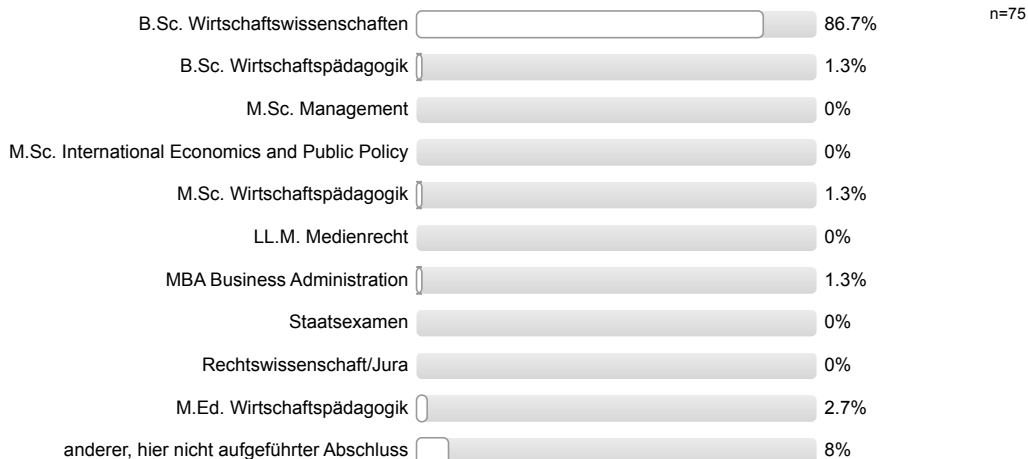 B.Sc. Wirtschaftswissenschaften 86.7% n=75
B.Sc. Wirtschaftspädagogik 1.3%
M.Sc. Management 0%
M.Sc. International Economics and Public Policy 0%
M.Sc. Wirtschaftspädagogik 1.3%
LL.M. Medienrecht 0%
MBA Business Administration 1.3%
Staatsexamen 0%
Rechtswissenschaft/Jura 0%
M.Ed. Wirtschaftspädagogik 2.7%
anderer, hier nicht aufgeführter Abschluss 8%